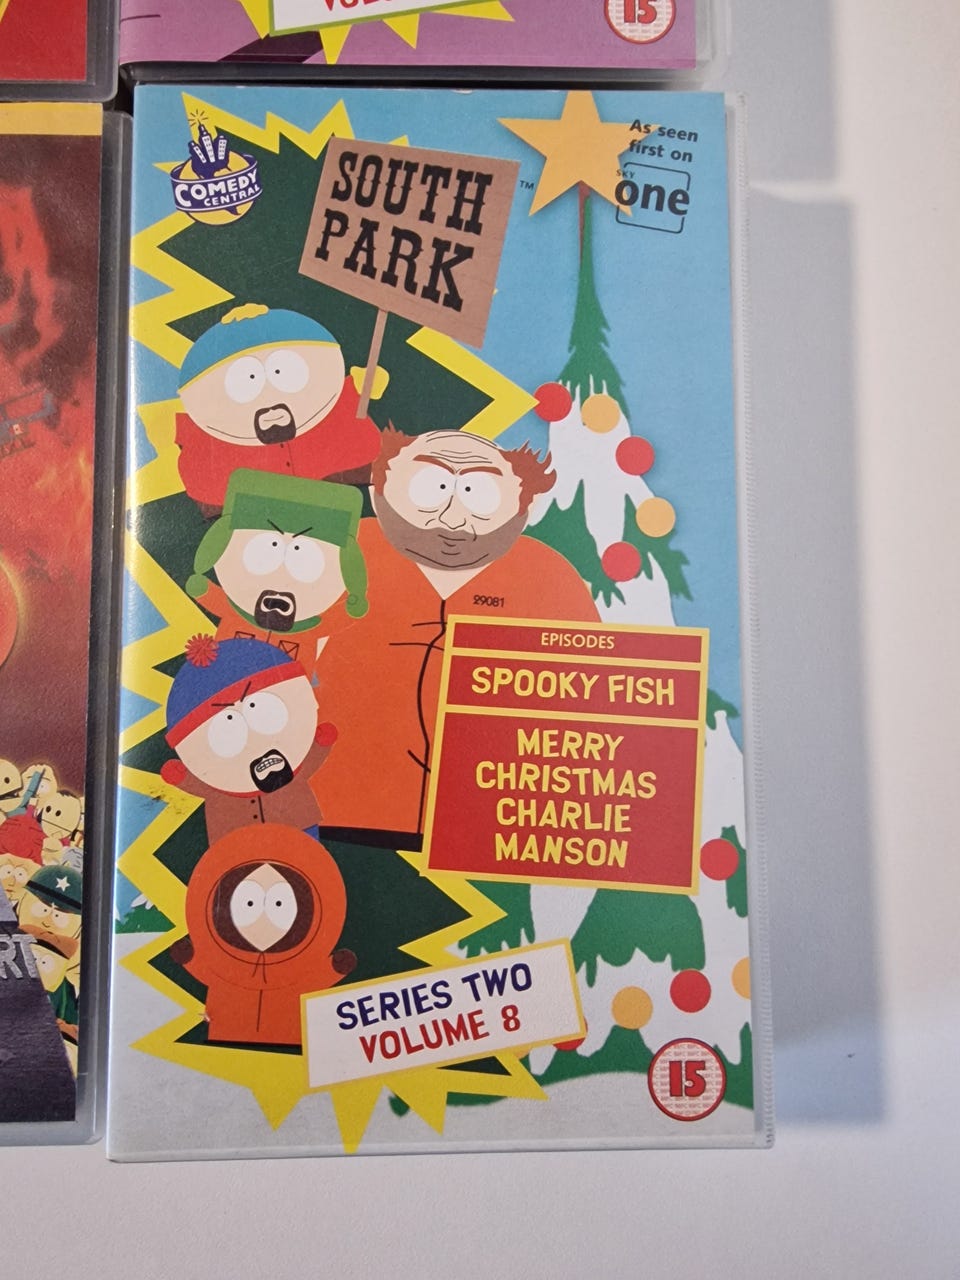 15
COMEDY
CENTRAL
SOUTH
PARK
™
As seen
first on
SKY
one
29081
EPISODES
SPOOKY FISH
MERRY
CHRISTMAS
CHARLIE
MANSON
SERIES TWO
VOLUME 8
15